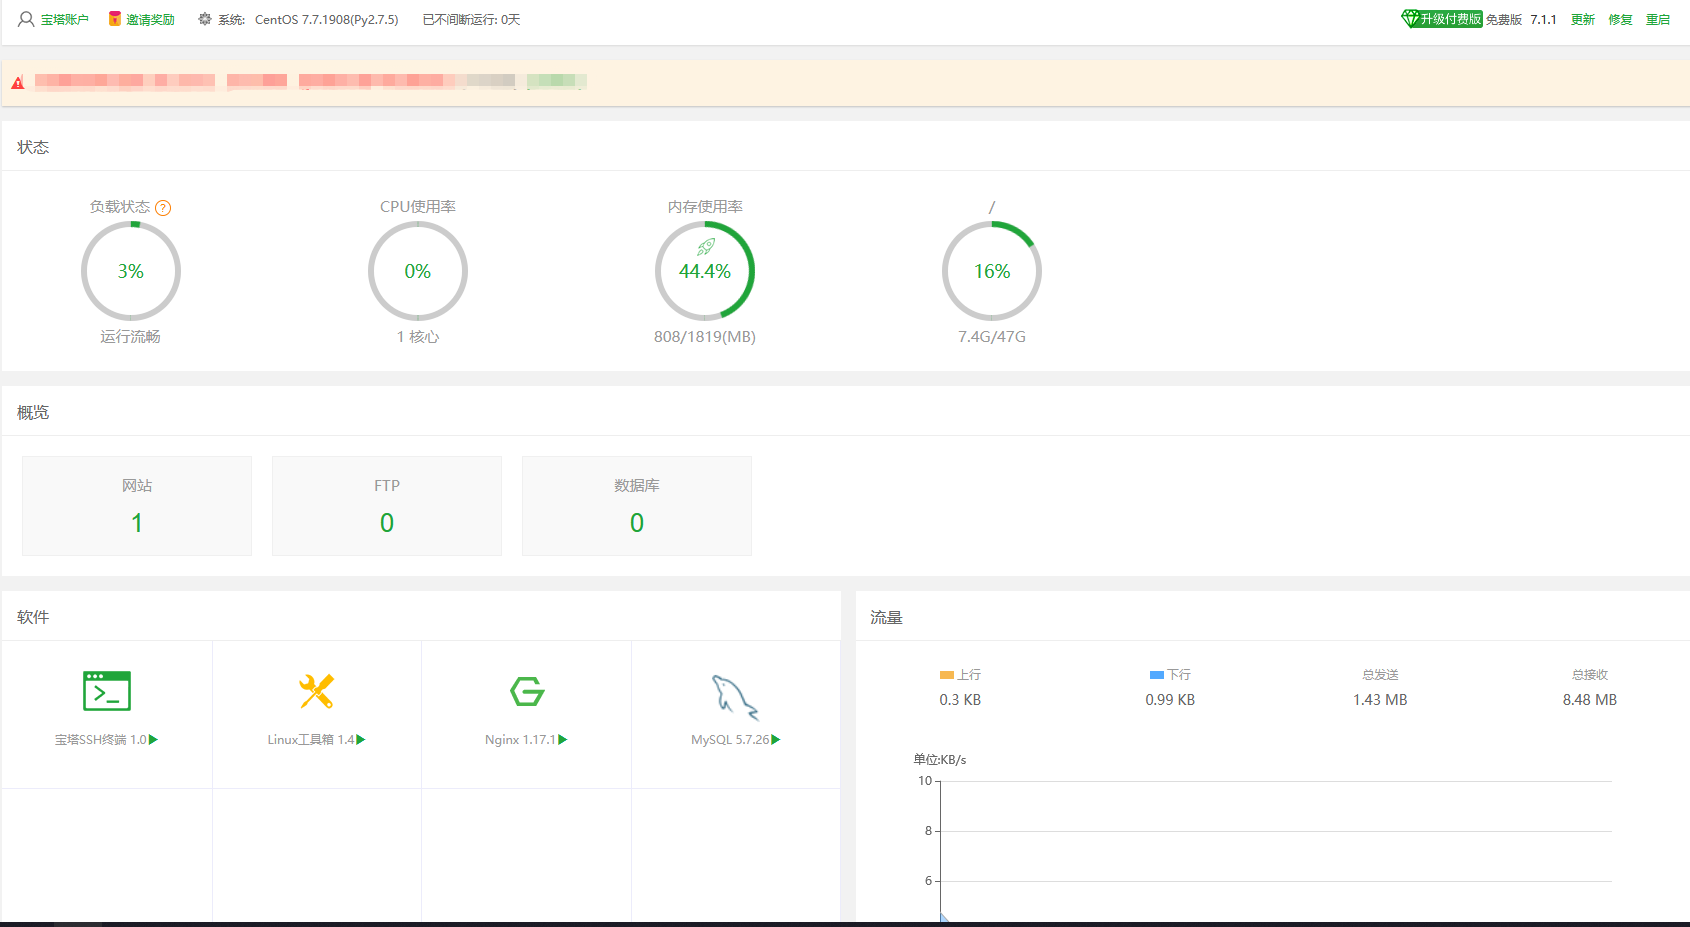 宝塔账户 邀请奖励 系统: CentOS 7.7.1908(Py2.7.5) 已不间断运行: 0天 升级付费版 免费版 7.1.1 更新 修复 重启
状态
负载状态 ? CPU使用率 内存使用率 /
3% 0% 44.4% 16%
运行流畅 1 核心 808/1819(MB) 7.4G/47G
概览
网站 FTP 数据库
1 0 0
软件 流量
上行 下行 总发送 总接收
0.3 KB 0.99 KB 1.43 MB 8.48 MB
宝塔SSH终端 1.0 Linux工具箱 1.4 Nginx 1.17.1 MySQL 5.7.26
单位:KB/s
10
8
6